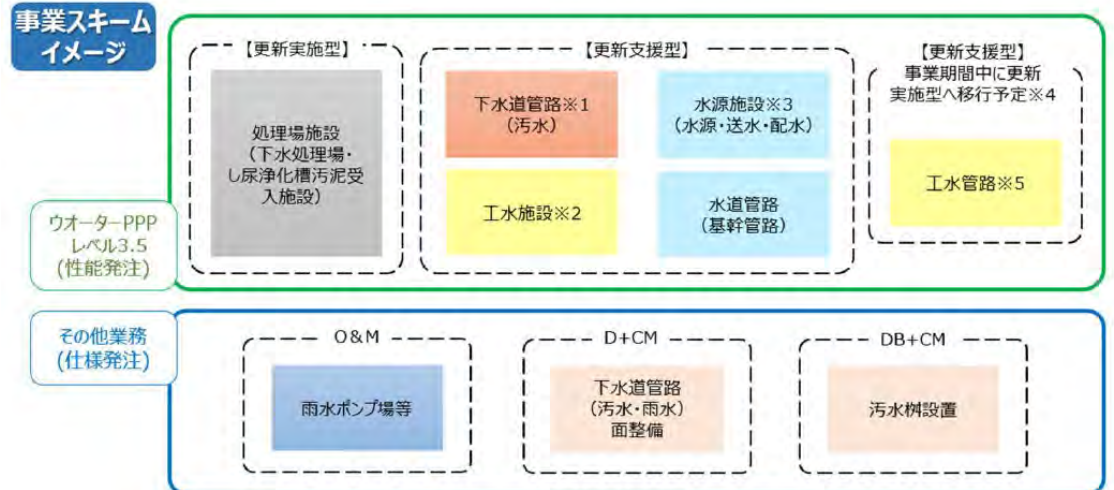 事業スキーム
イメージ
【更新実施型】
処理場施設
（下水処理場・
し尿浄化槽汚泥受
入施設）
【更新支援型】
下水道管路※1
（汚水）
水源施設※3
（水源・送水・配水）
工水施設※2
水道管路
（基幹管路）
【更新支援型】
事業期間中に更新
実施型へ移行予定※4
工水管路※5
ウオーターPPP
レベル3.5
(性能発注)
その他業務
(仕様発注)
O&M
雨水ポンプ場等
D+CM
下水道管路
（汚水・雨水）
面整備
DB+CM
汚水桝設置